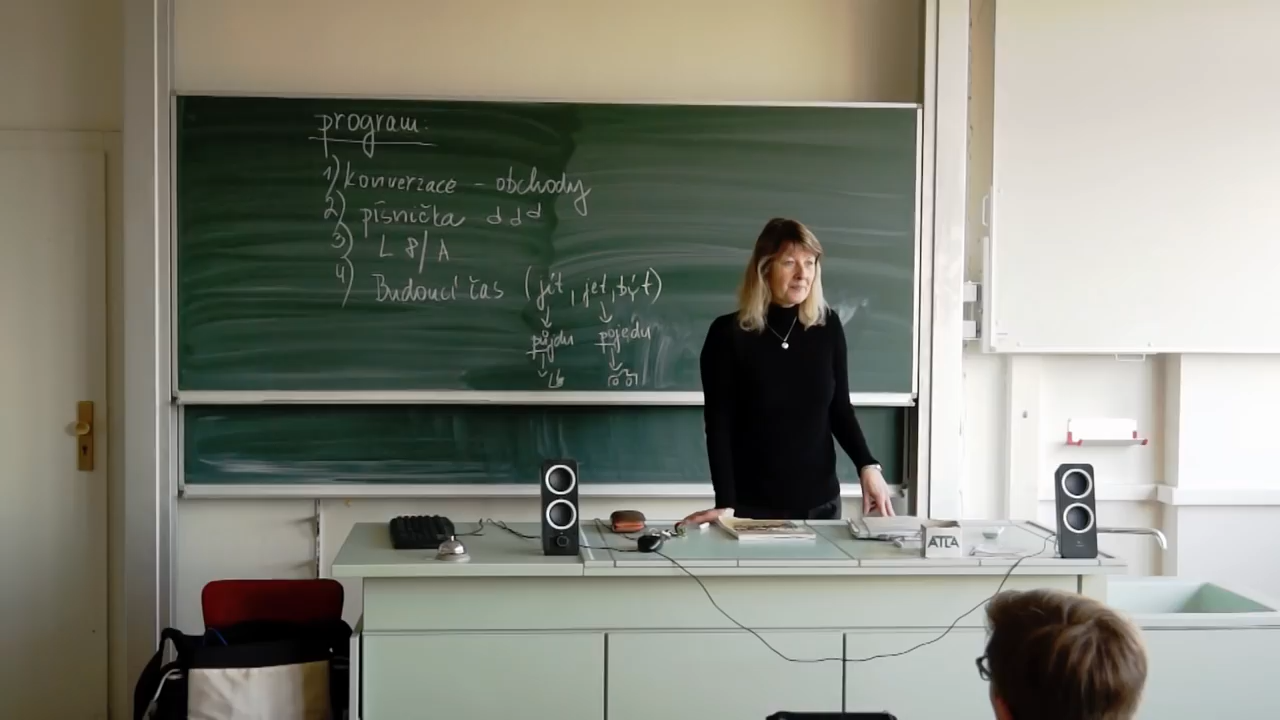 program:
1) konverzace - obchody
2) písnička
3) L 8/A
4) Budoucí čas (jít, jet, být)
půjdu pojedu
ATLA